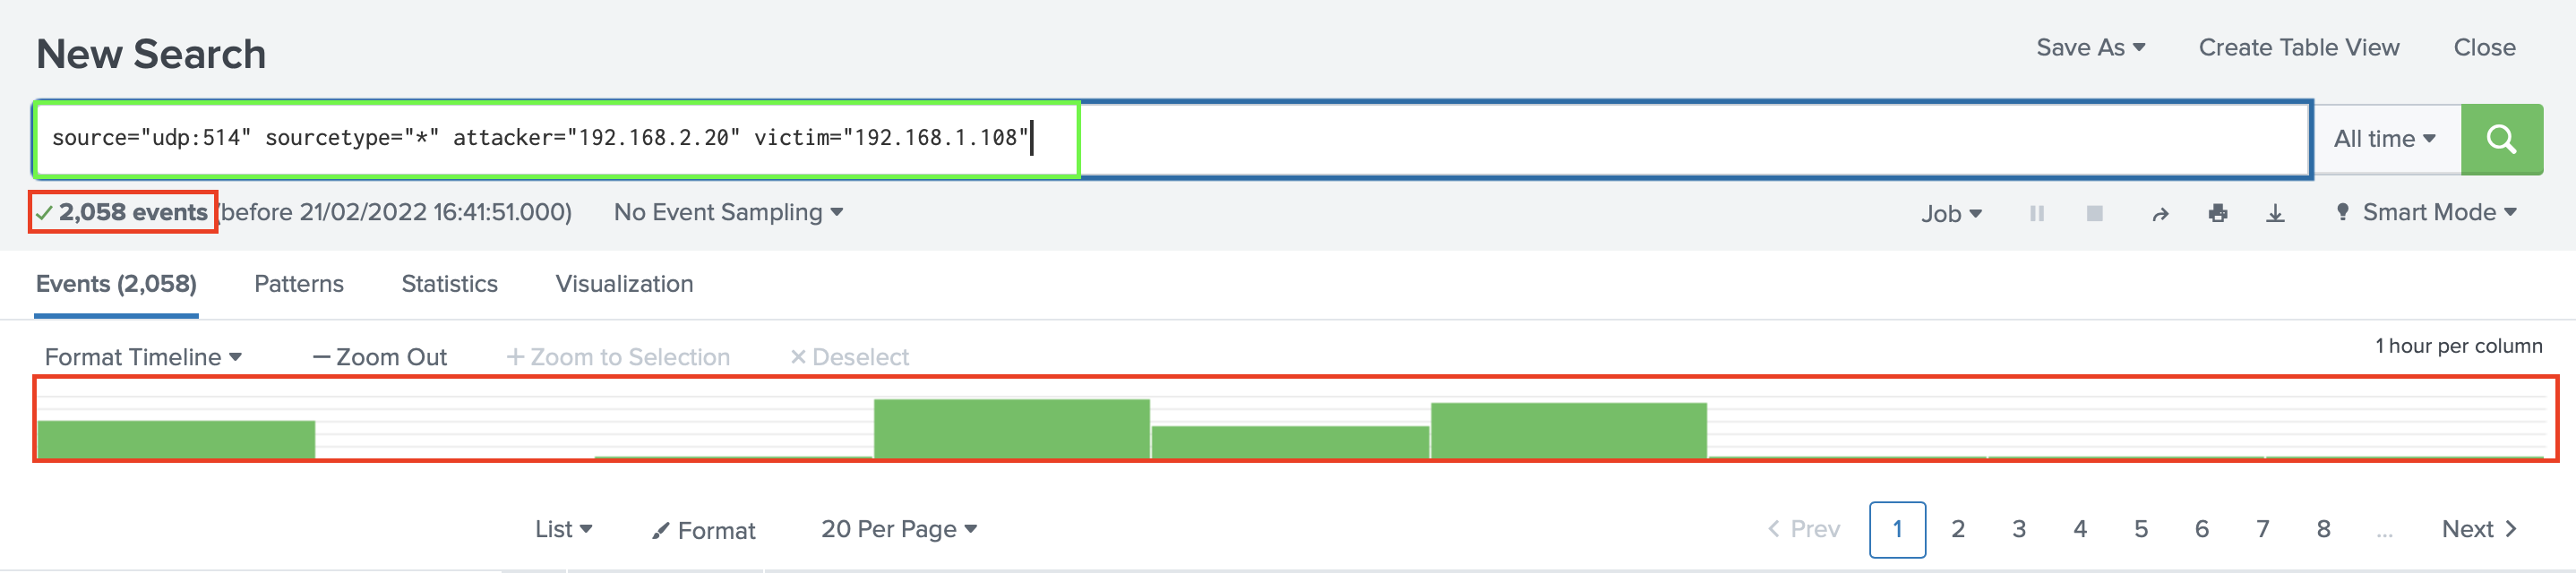 New Search
Save As Create Table View Close
source="udp:514" sourcetype="*" attacker="192.168.2.20" victim="192.168.1.108"
All time
2,058 events (before 21/02/2022 16:41:51.000) No Event Sampling
Job Smart Mode
Events (2,058) Patterns Statistics Visualization
Format Timeline — Zoom Out + Zoom to Selection × Deselect
1 hour per column
List Format 20 Per Page
< Prev 1 2 3 4 5 6 7 8 ... Next >